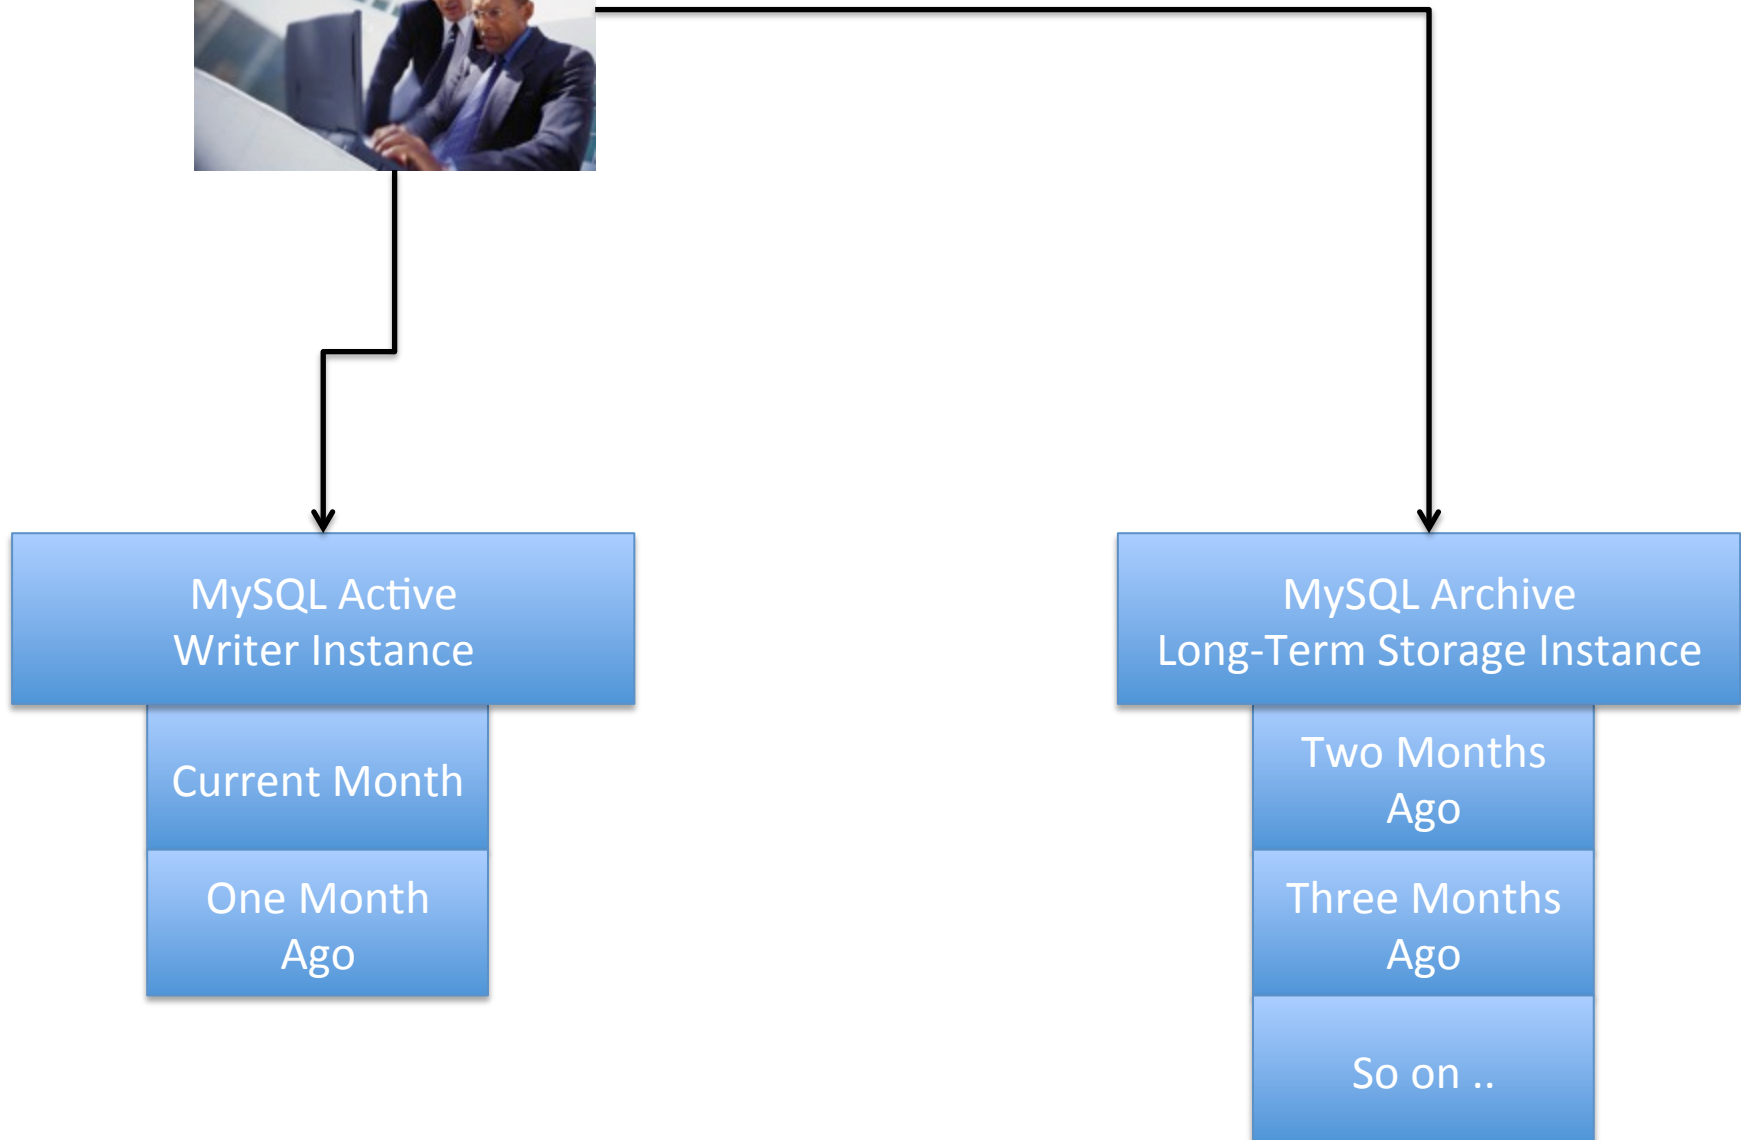 MySQL Active
Writer Instance
Current Month
One Month
Ago
MySQL Archive
Long-Term Storage Instance
Two Months
Ago
Three Months
Ago
So on ..